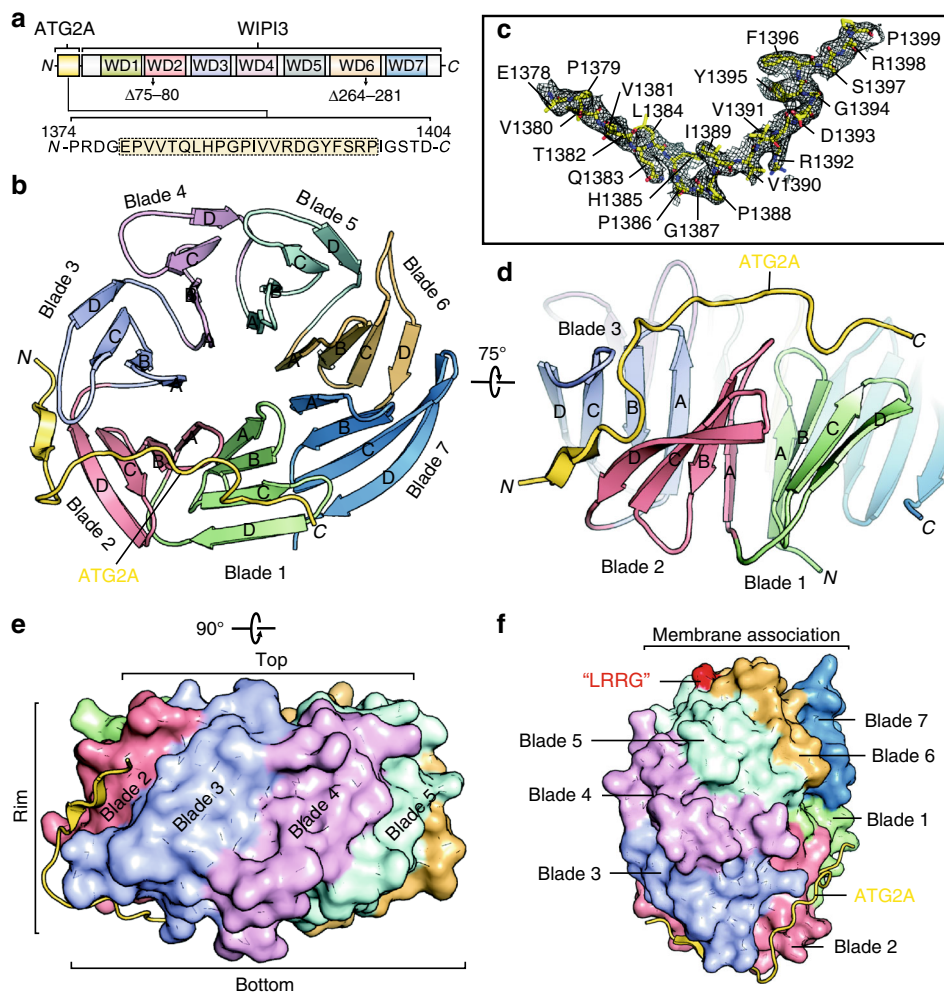 a
ATG2A WIPI3
N- WD1 WD2 WD3 WD4 WD5 WD6 WD7 -C
Δ75–80 Δ264–281
1374 1404
N-PRDGEPVVTQLHPGPIVVRDGYFSRPIGSTD-C
b
Blade 4
Blade 5
Blade 3
Blade 6
D
C
B
A
D
C
B
A
D
C
B
A
D
C
B
A
N
A
B
C
D
A
B
C
D
A
B
C
D
Blade 7
Blade 2
C
ATG2A
Blade 1
c
E1378
P1379
V1380
V1381
T1382
L1384
Q1383
H1385
P1386
G1387
I1389
P1388
V1391
V1390
R1392
D1393
G1394
Y1395
F1396
S1397
R1398
P1399
75°
d
ATG2A
Blade 3
C
D C B A
D C B A
A B C D
N
Blade 2
Blade 1
N
C
e
90°
Top
Rim
Blade 2
Blade 3
Blade 4
Blade 5
Bottom
f
Membrane association
"LRRG"
Blade 5
Blade 7
Blade 6
Blade 4
Blade 1
Blade 3
ATG2A
Blade 2